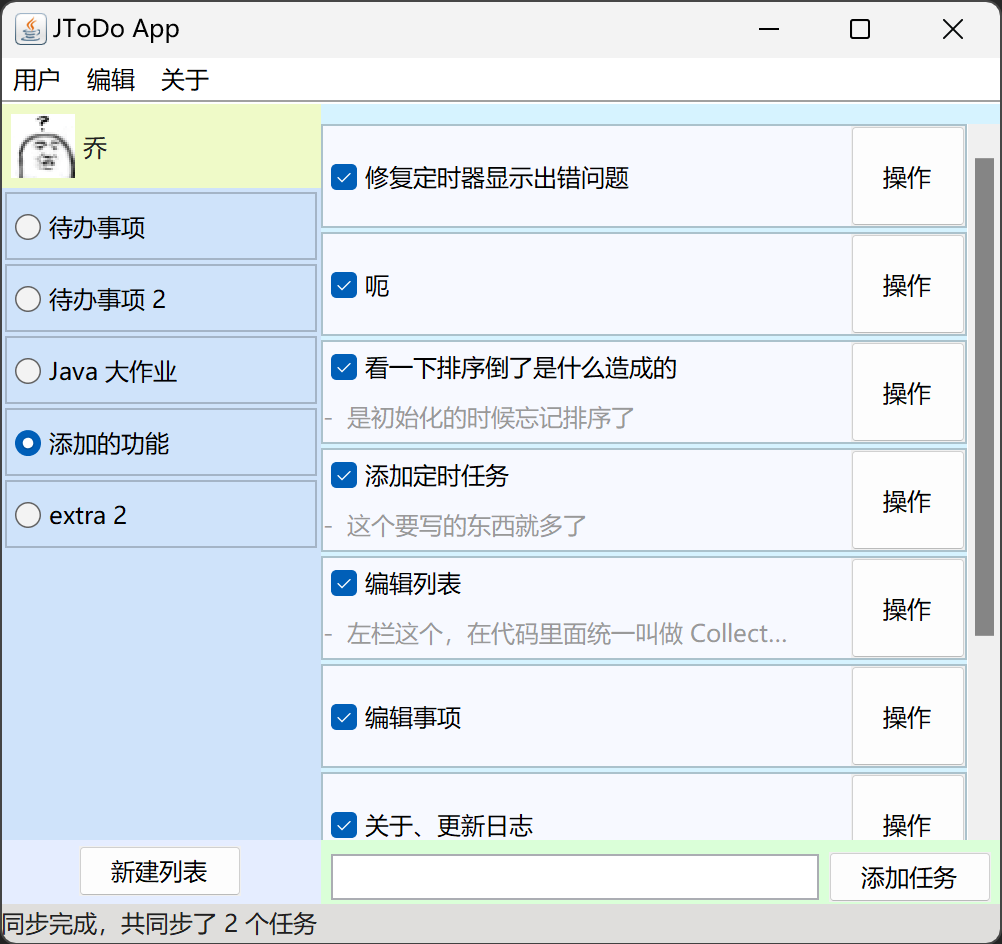 JToDo App
用户 编辑 关于
?
乔
待办事项
待办事项 2
Java 大作业
添加的功能
extra 2
新建列表
修复定时器显示出错问题
操作
呃
操作
看一下排序倒了是什么造成的
- 是初始化的时候忘记排序了
操作
添加定时任务
- 这个要写的东西就多了
操作
编辑列表
- 左栏这个，在代码里面统一叫做 Collect...
操作
编辑事项
操作
关于、更新日志
操作
添加任务
同步完成，共同步了 2 个任务